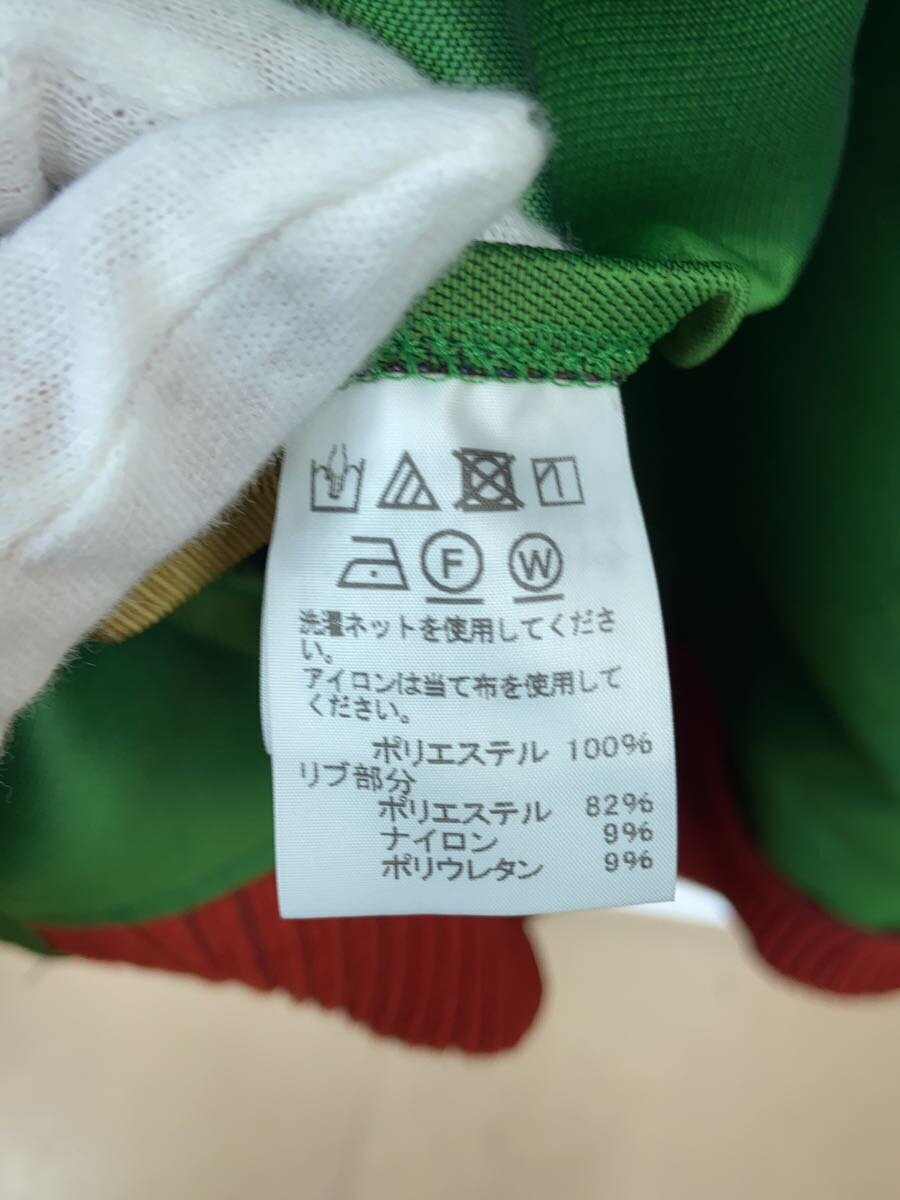 F W
洗濯ネットを使用してくださ
い。
アイロンは当て布を使用して
ください。
ポリエステル 100%
リブ部分
ポリエステル 82%
ナイロン 9%
ポリウレタン 9%